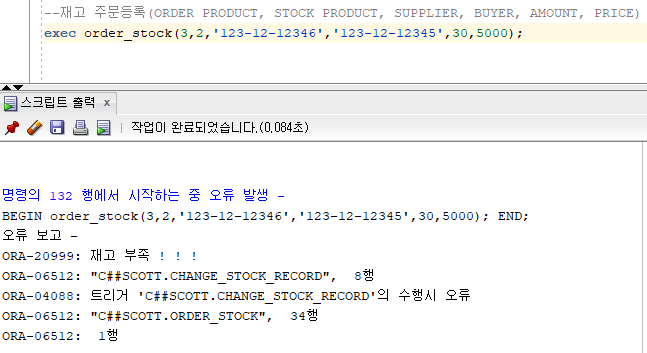 --재고 주문등록(ORDER PRODUCT, STOCK PRODUCT, SUPPLIER, BUYER, AMOUNT, PRICE)
exec order_stock(3,2,'123-12-12346','123-12-12345',30,5000);
스크립트 출력 x
작업이 완료되었습니다.(0,084초)
명령의 132 행에서 시작하는 중 오류 발생 -
BEGIN order_stock(3,2,'123-12-12346','123-12-12345',30,5000); END;
오류 보고 -
ORA-20999: 재고 부족 ! ! !
ORA-06512: "C##SCOTT.CHANGE_STOCK_RECORD",  8행
ORA-04088: 트리거 'C##SCOTT.CHANGE_STOCK_RECORD'의 수행시 오류
ORA-06512: "C##SCOTT.ORDER_STOCK",  34행
ORA-06512:  1행